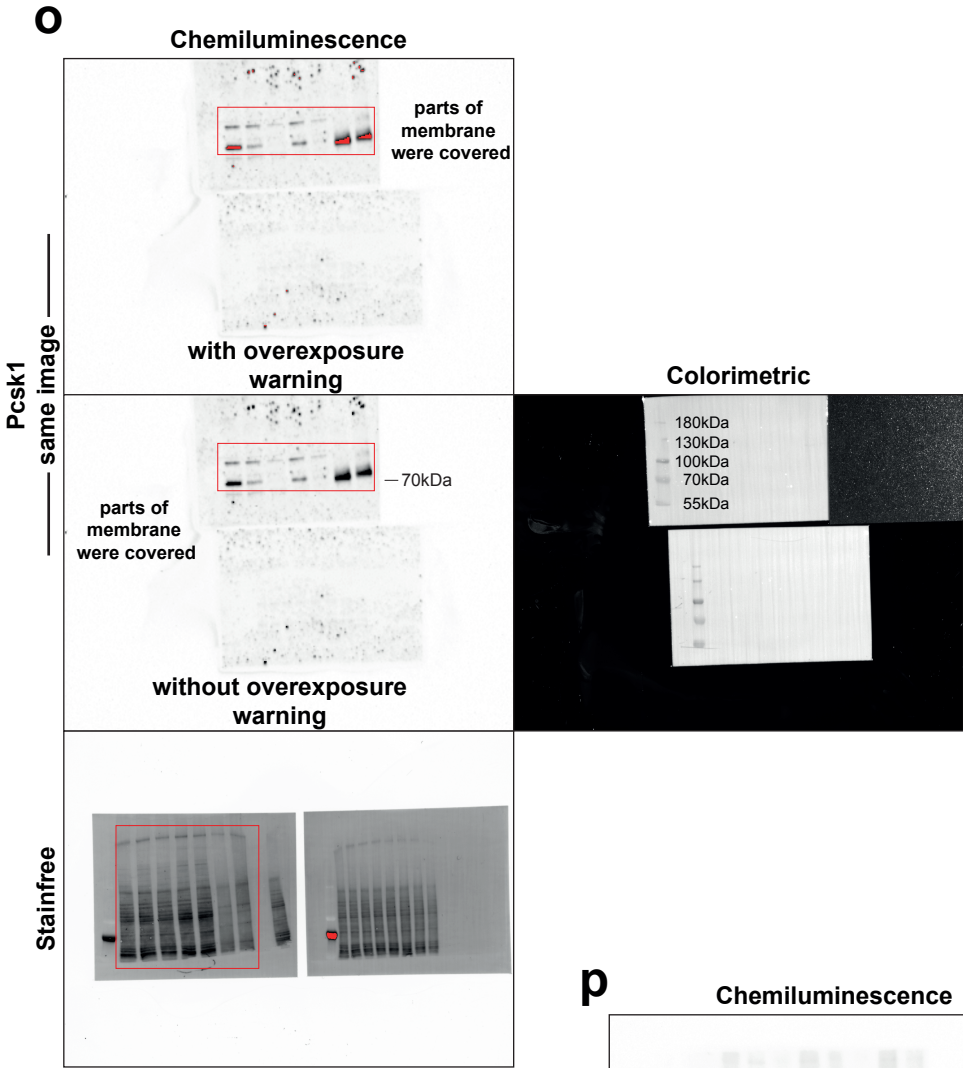 o
Chemiluminescence
parts of
membrane
were covered
with overexposure
warning
Pcsk1
same image
Colorimetric
180kDa
130kDa
100kDa
70kDa
55kDa
70kDa
parts of
membrane
were covered
without overexposure
warning
Stainfree
p
Chemiluminescence